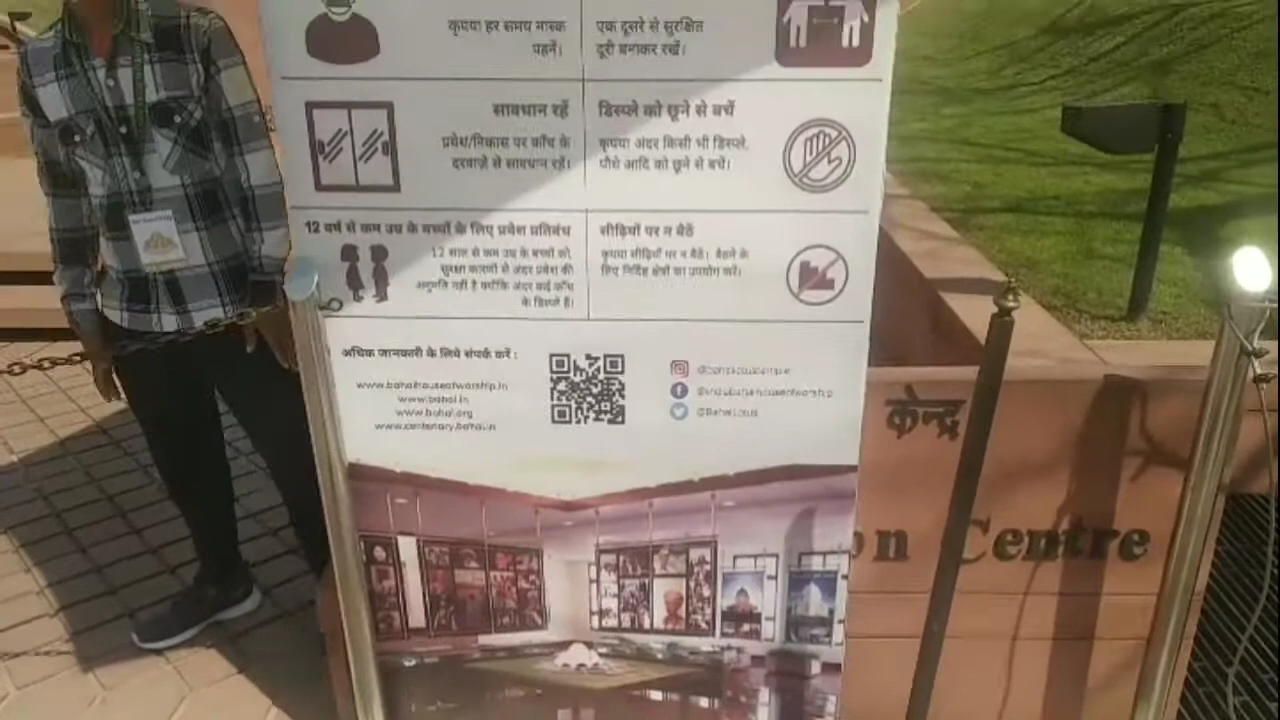 कृपया हर समय मास्क
पहनें।
एक दूसरे से सुरक्षित
दूरी बनाकर रखें।
सावधान रहें
प्रवेश/निकास पर काँच के
दरवाज़े से सावधान रहें।
डिस्प्ले को छूने से बचें
कृपया अंदर किसी भी डिस्प्ले,
पौधे आदि को छूने से बचें।
12 वर्ष से कम उम्र के बच्चों के लिए प्रवेश प्रतिबंध
12 साल से कम उम्र के बच्चों को
सुरक्षा कारणों से अंदर प्रवेश की
अनुमति नहीं है क्योंकि अंदर कई काँच
के डिस्प्ले हैं।
सीढ़ियों पर न बैठें
कृपया सीढ़ियों पर न बैठें। बैठने के
लिए निर्दिष्ट क्षेत्रों का उपयोग करें।
अधिक जानकारी के लिये संपर्क करें :
www.bahaihouseofworship.in
www.bahai.in
www.bahai.org
www.centenary.bahai.in
@BahaiLotus
केन्द्र
on Centre